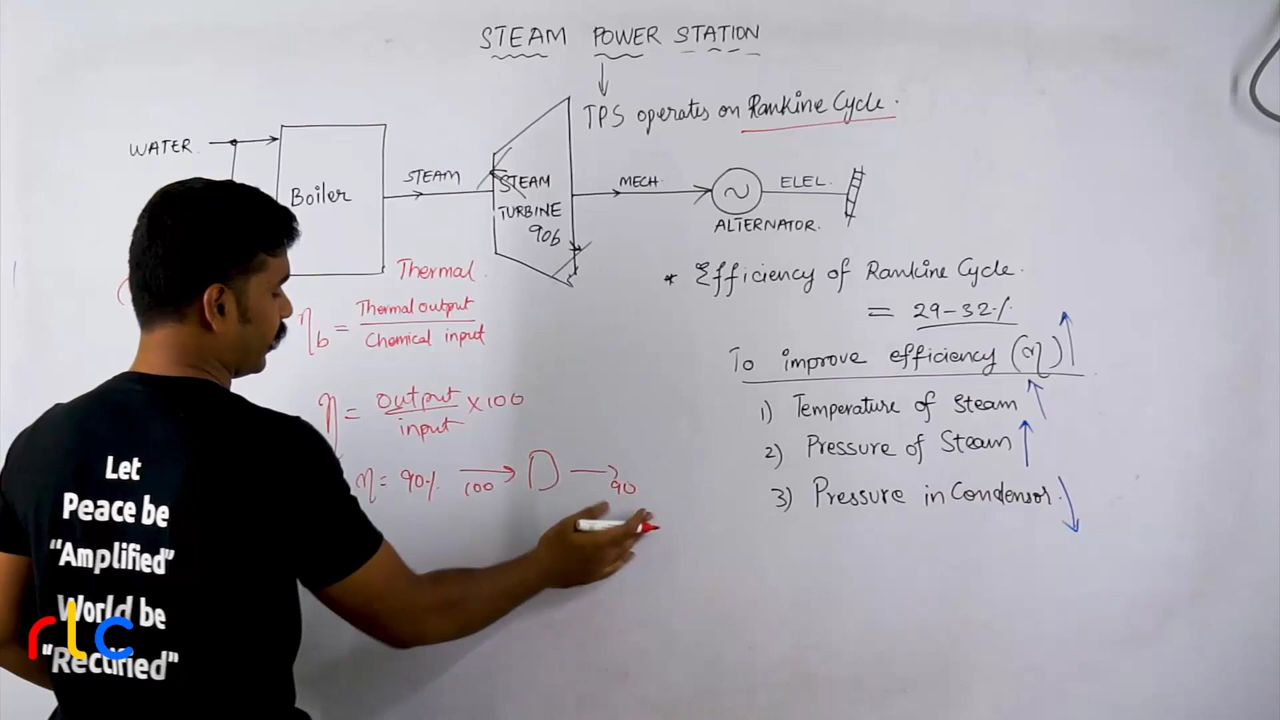 STEAM POWER STATION
↓
TPS operates on Rankine Cycle.
WATER.
Boiler
STEAM
STEAM
TURBINE
MECH.
~
ALTERNATOR.
ELEL.
Thermal
ηb = Thermal output / Chemical input
η = output / input × 100
η = 90% 100 → D → 90
* Efficiency of Rankine Cycle.
= 29-32%
To improve efficiency (η) ↑
1) Temperature of Steam ↑
2) Pressure of Steam ↑
3) Pressure in Condensor ↓
Let
Peace be
"Amplified"
World be
"Rectified"
rlc